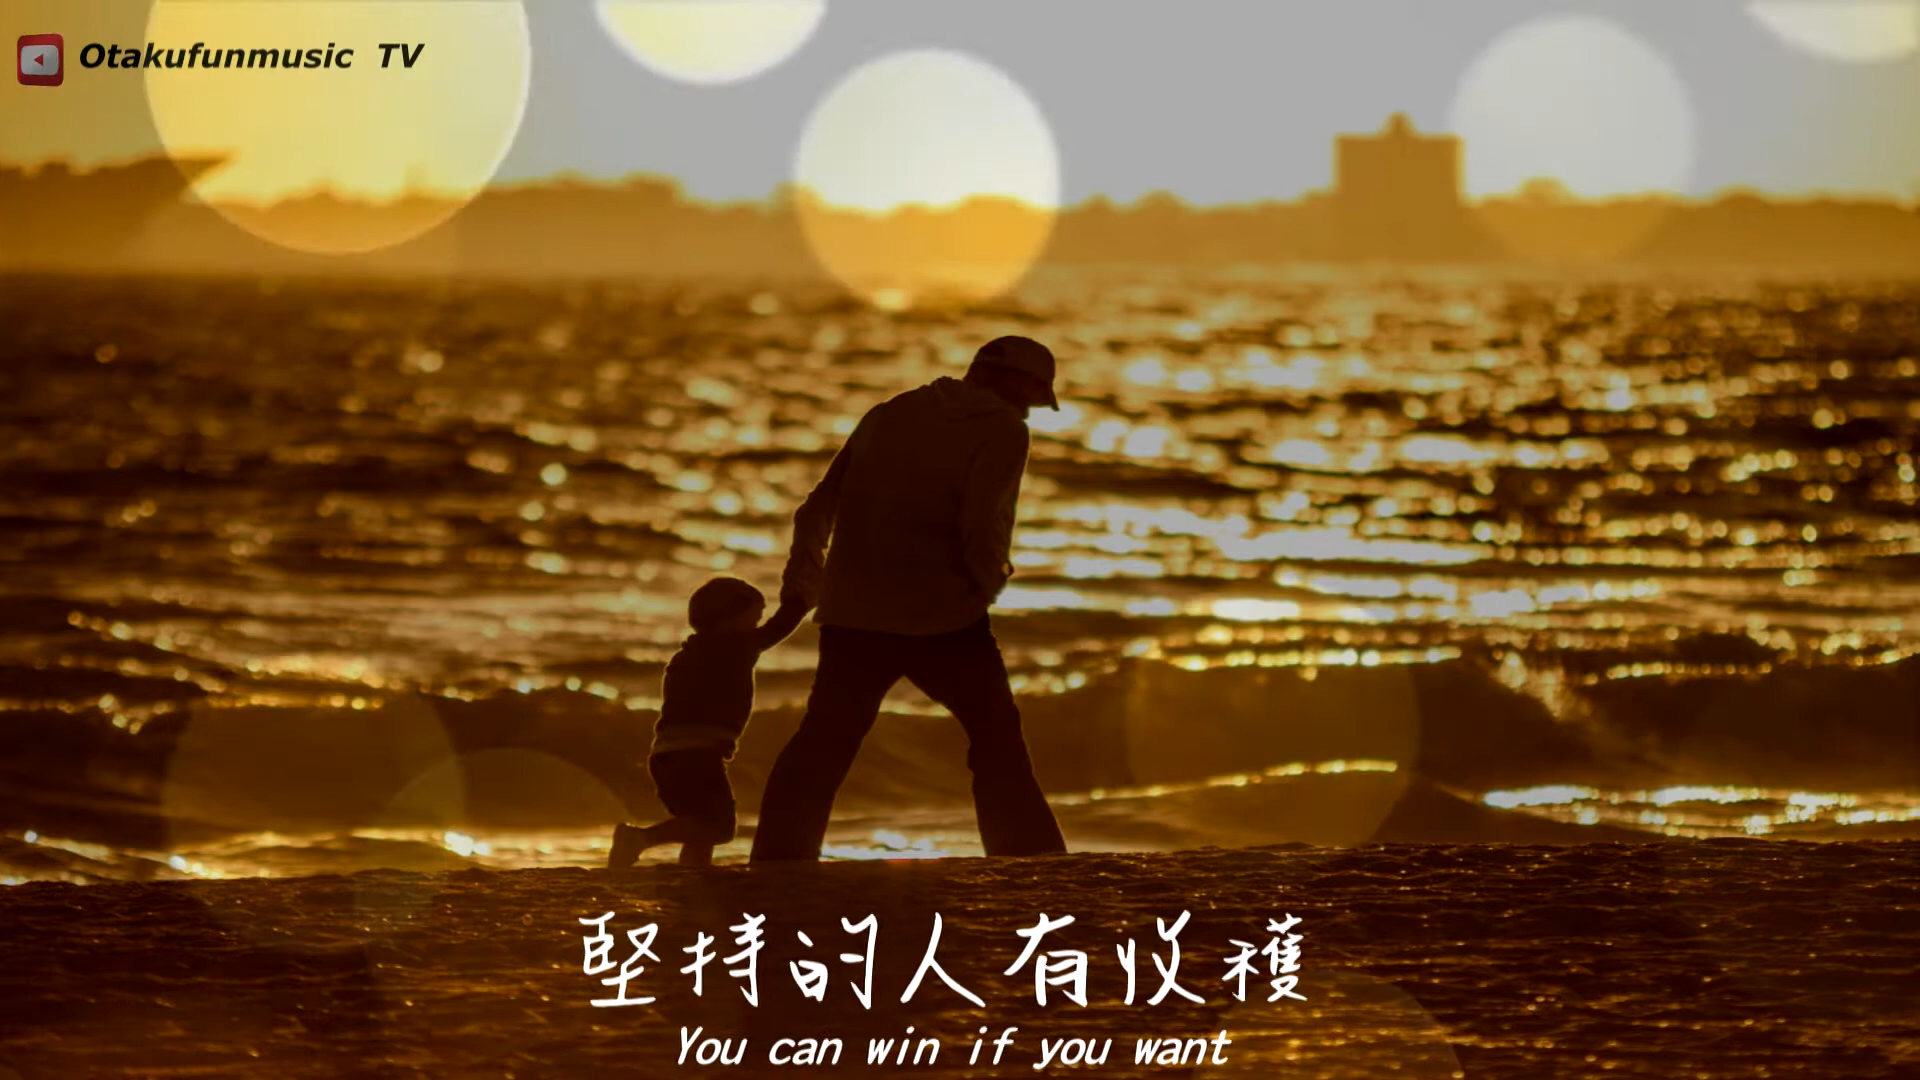 Otakufunmusic TV
堅持的人有收穫
You can win if you want